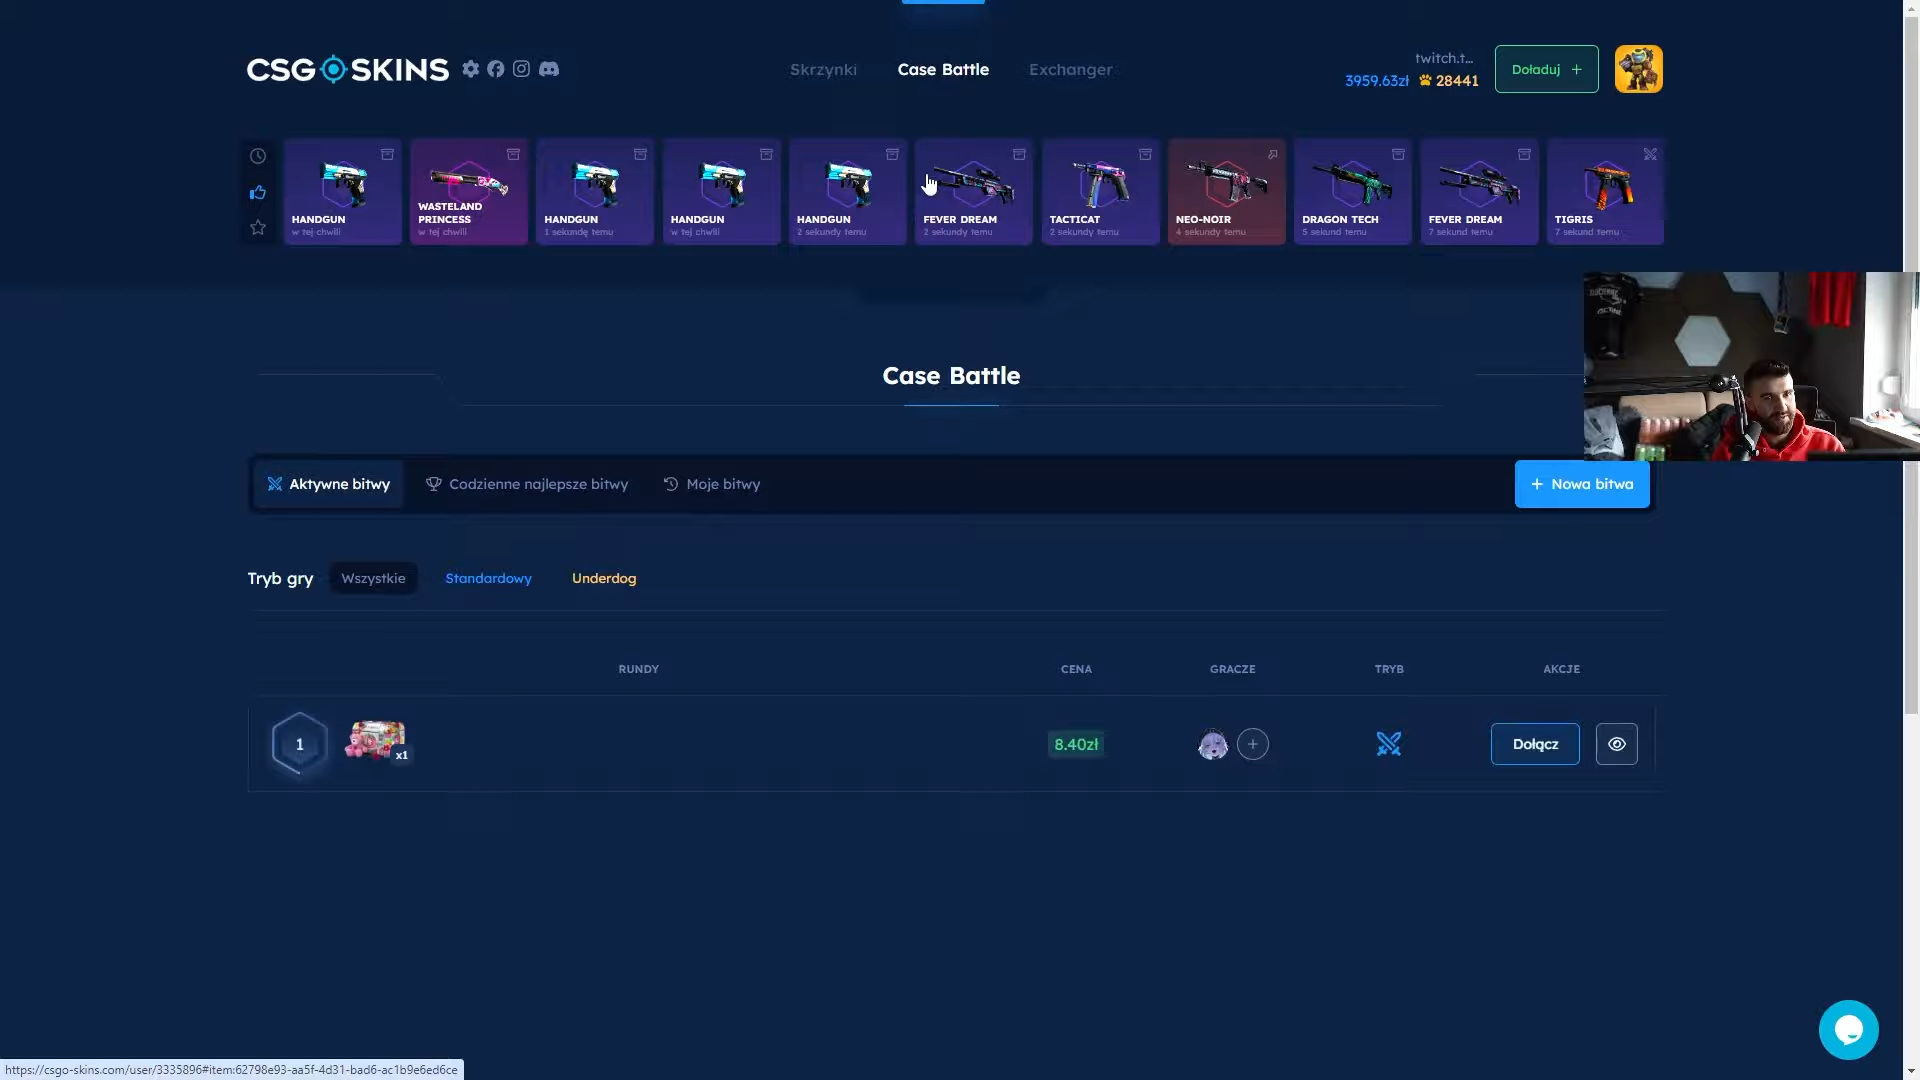 CSG SKINS
Skrzynki
Case Battle
Exchanger
twitch.t...
3959.63zł 28441
Doładuj +
HANDGUN
w tej chwili
WASTELAND
PRINCESS
w tej chwili
HANDGUN
1 sekundę temu
HANDGUN
w tej chwili
HANDGUN
2 sekundy temu
FEVER DREAM
2 sekundy temu
TACTICAT
2 sekundy temu
NEO-NOIR
4 sekundy temu
DRAGON TECH
5 sekund temu
FEVER DREAM
7 sekund temu
TIGRIS
7 sekund temu
Case Battle
Aktywne bitwy
Codzienne najlepsze bitwy
Moje bitwy
+ Nowa bitwa
Tryb gry
Wszystkie
Standardowy
Underdog
RUNDY
CENA
GRACZE
TRYB
AKCJE
1
x1
8.40zł
+
Dołącz
https://csgo-skins.com/user/3335896#item:62798e93-aa5f-4d31-bad6-ac1b9e6ed6ce